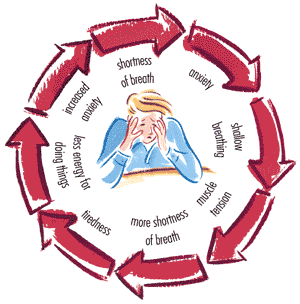 shortness
of breath
anxiety
shallow
breathing
muscle
tension
more shortness
of breath
tiredness
less energy for
doing things
increased
anxiety